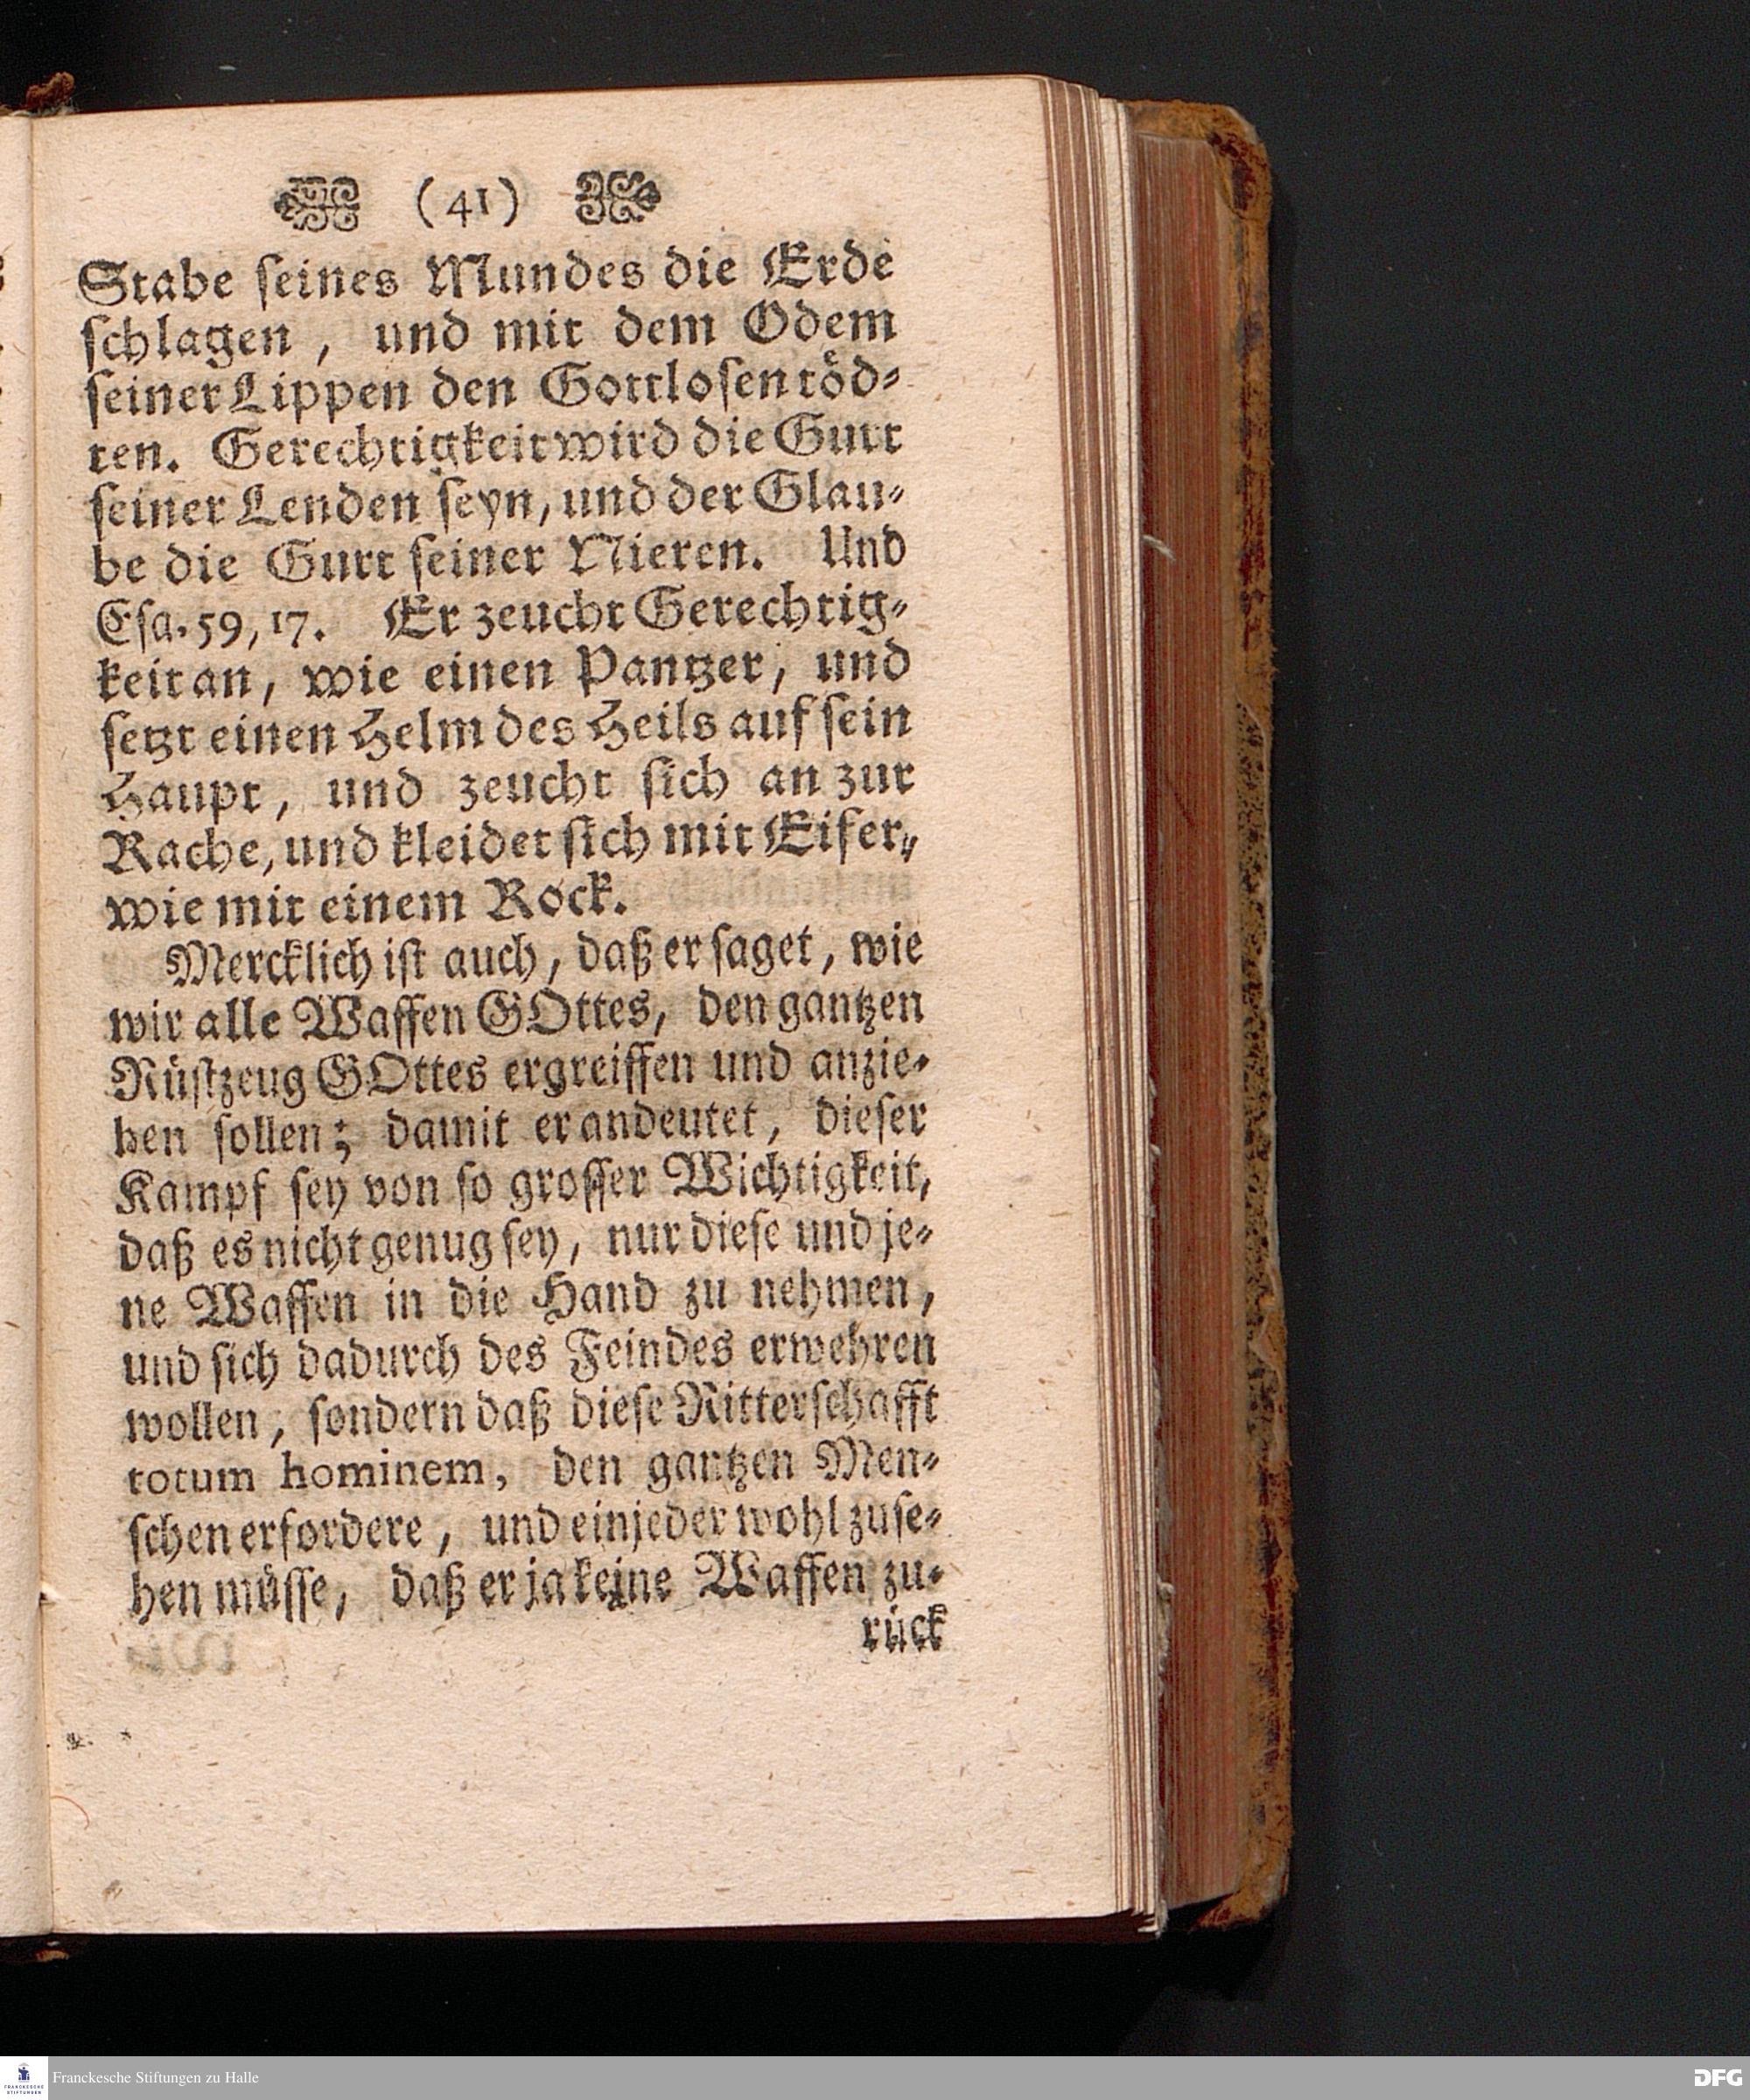 (41)
Stabe ſeines Mundes die Erde
ſchlagen, und mit dem Odem
ſeiner Lippen den Gottloſen töd-
ten. Gerechtigkeit wird die Gurt
ſeiner Lenden ſeyn, und der Glau-
be die Gurt ſeiner Nieren. Und
Eſa. 59, 17. Er zeucht Gerechtig-
keit an, wie einen Pantzer, und
ſetzt einen Helm des Heils auf ſein
Haupt, und zeucht ſich an zur
Rache, und kleidet ſich mit Eifer,
wie mit einem Rock.
Mercklich iſt auch, daß er ſaget, wie
wir alle Waffen GOttes, den gantzen
Rüſtzeug GOttes ergreiffen und anzie-
hen ſollen; damit er andeutet, dieſer
Kampf ſey von ſo groſſer Wichtigkeit,
daß es nicht genug ſey, nur dieſe und je-
ne Waffen in die Hand zu nehmen,
und ſich dadurch des Feindes erwehren
wollen, ſondern daß dieſe Ritterſchafft
totum hominem, den gantzen Men-
ſchen erfordere, und ein jeder wohl zuſe-
hen müſſe, daß er ja keine Waffen zu-
rück
Franckesche Stiftungen zu Halle
FRANCKESCHE
STIFTUNGEN
DFG